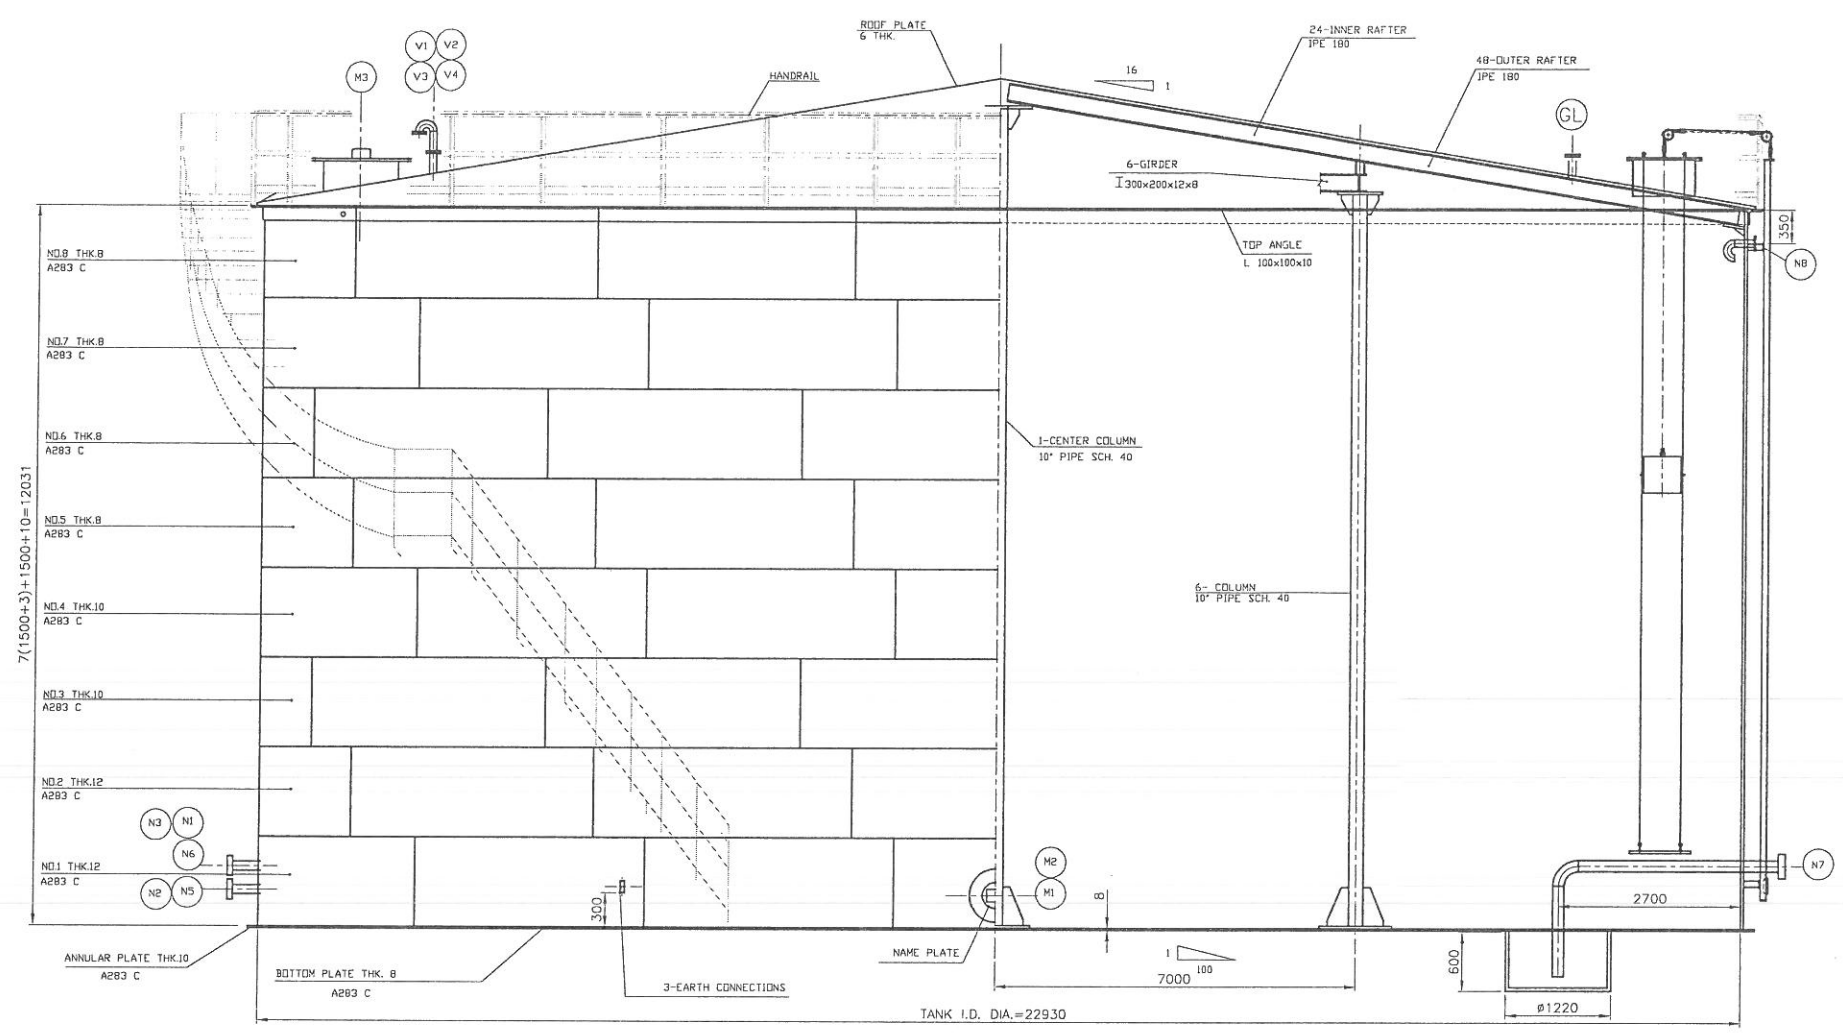 ROOF PLATE
6 THK.
24-INNER RAFTER
IPE 180
48-OUTER RAFTER
IPE 180
V1
V2
V3
V4
M3
HANDRAIL
16
1
GL
6-GIRDER
I 300x200x12x8
TOP ANGLE
L 100x100x10
350
N8
NO.8 THK.8
A283 C
NO.7 THK.8
A283 C
NO.6 THK.8
A283 C
NO.5 THK.8
A283 C
NO.4 THK.10
A283 C
NO.3 THK.10
A283 C
NO.2 THK.12
A283 C
NO.1 THK.12
A283 C
7(1500+3)+1500+10=12031
1-CENTER COLUMN
10" PIPE SCH. 40
6- COLUMN
10" PIPE SCH. 40
N3
N1
N6
N2
N5
M2
M1
N7
300
8
2700
ANNULAR PLATE THK.10
A283 C
BOTTOM PLATE THK. 8
A283 C
3-EARTH CONNECTIONS
NAME PLATE
1
100
7000
600
ø1220
TANK I.D. DIA.=22930